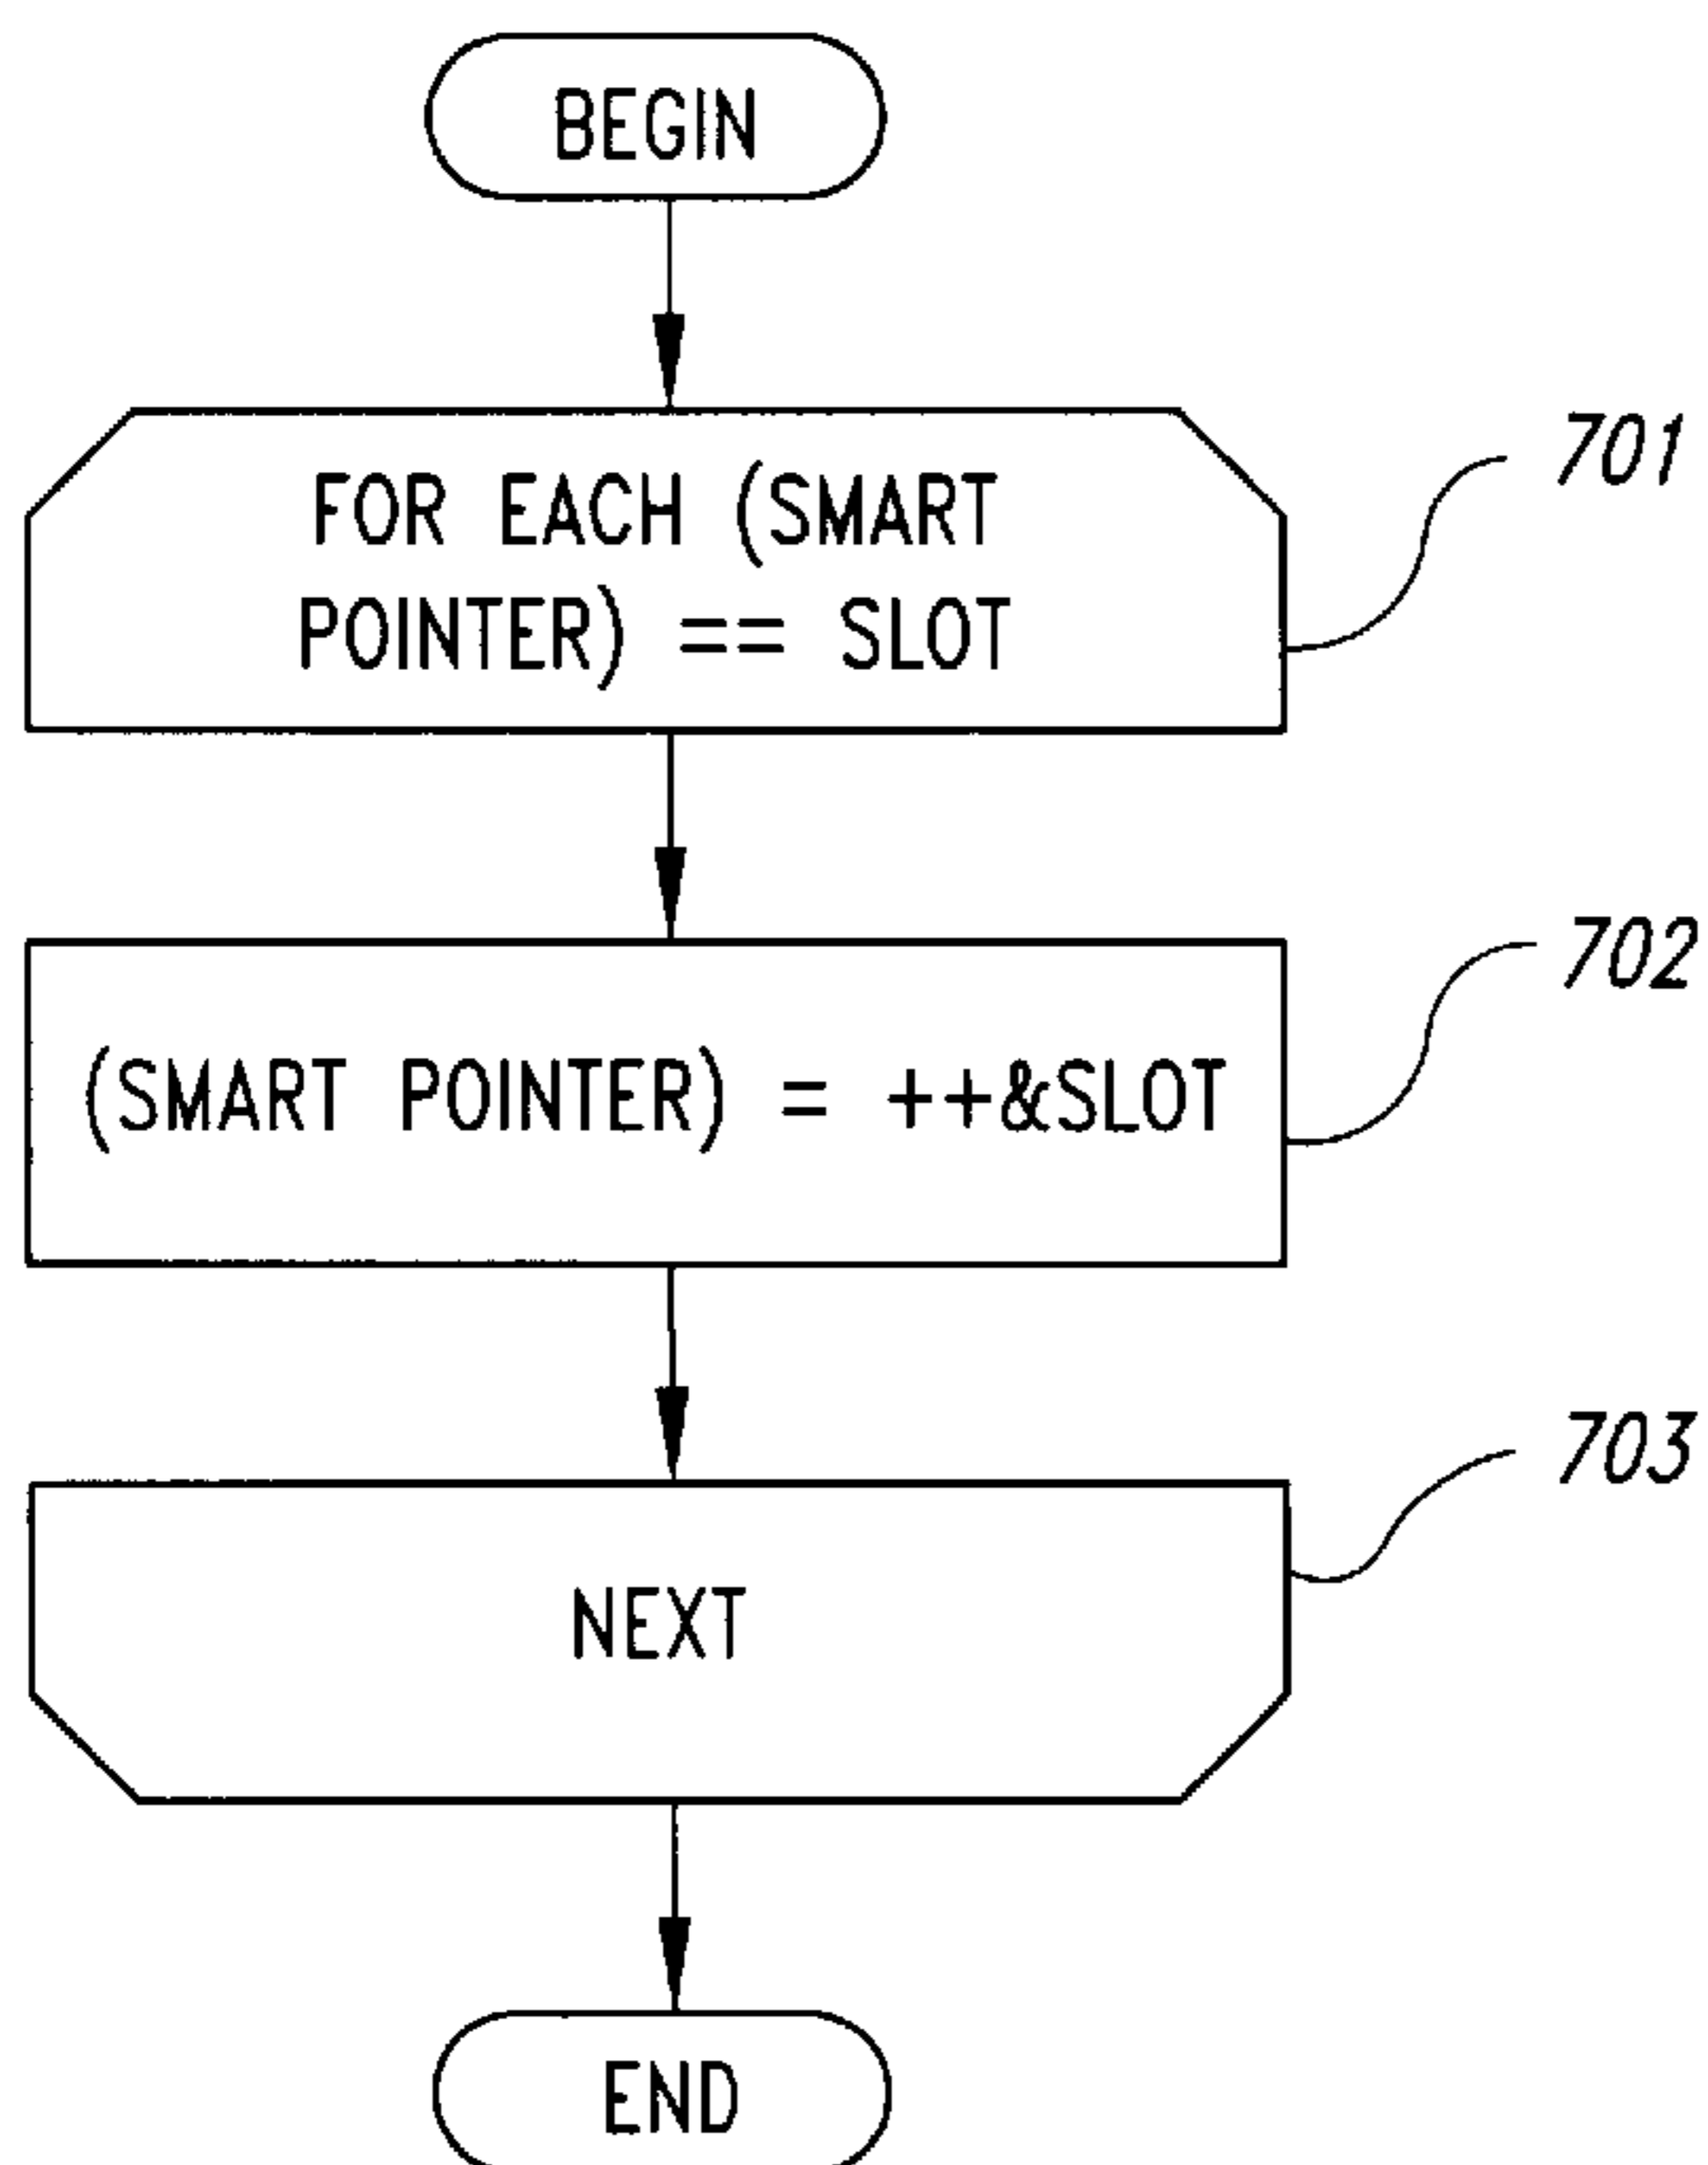 BEGIN
FOR EACH (SMART
POINTER) == SLOT
701
(SMART POINTER) = ++&SLOT
702
NEXT
703
END